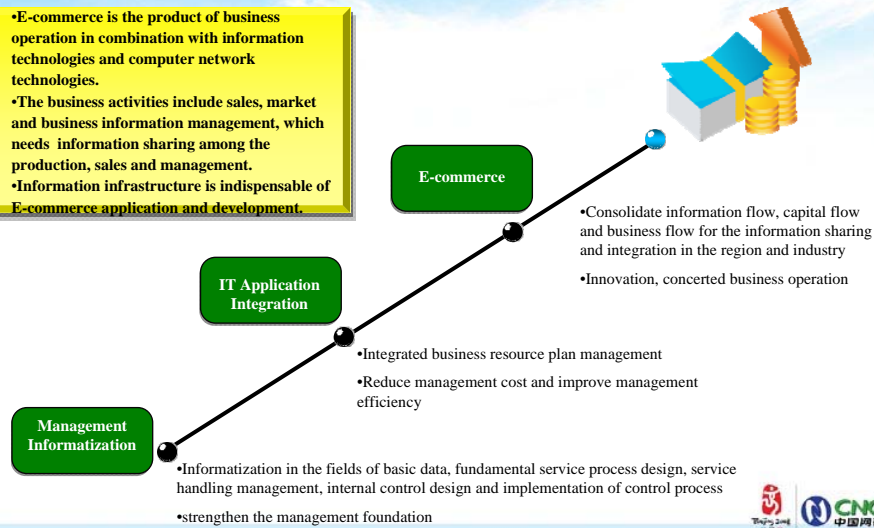 •E-commerce is the product of business
operation in combination with information
technologies and computer network
technologies.
•The business activities include sales, market
and business information management, which
needs information sharing among the
production, sales and management.
•Information infrastructure is indispensable of
E-commerce application and development.
E-commerce
•Consolidate information flow, capital flow
and business flow for the information sharing
and integration in the region and industry
•Innovation, concerted business operation
IT Application
Integration
•Integrated business resource plan management
•Reduce management cost and improve management
efficiency
Management
Informatization
•Informatization in the fields of basic data, fundamental service process design, service
handling management, internal control design and implementation of control process
•strengthen the management foundation
CNC
中国网